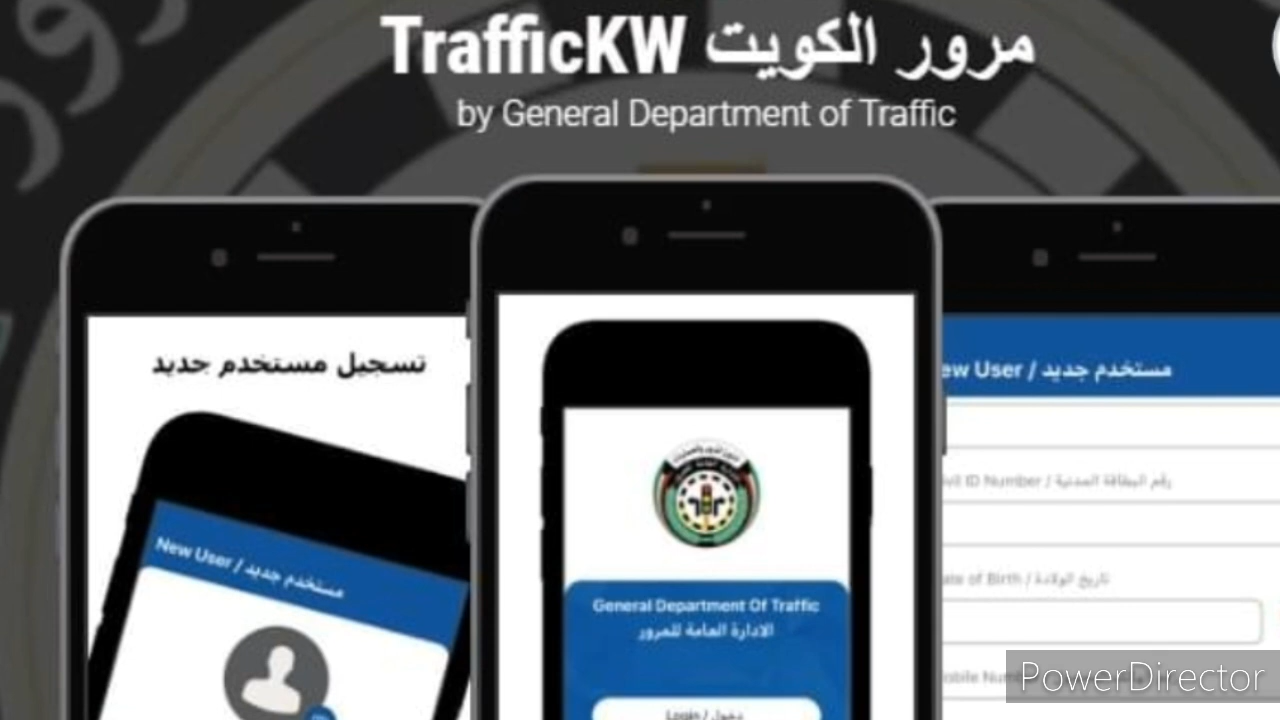 TrafficKW مرور الكويت
by General Department of Traffic
تسجيل مستخدم جديد
New User / مستخدم جديد
General Department Of Traffic
الادارة العامة للمرور
Login / دخول
ew User / مستخدم جديد
ivil ID Number / رقم البطاقة المدنية
ate of Birth / تاريخ الولادة
PowerDirector